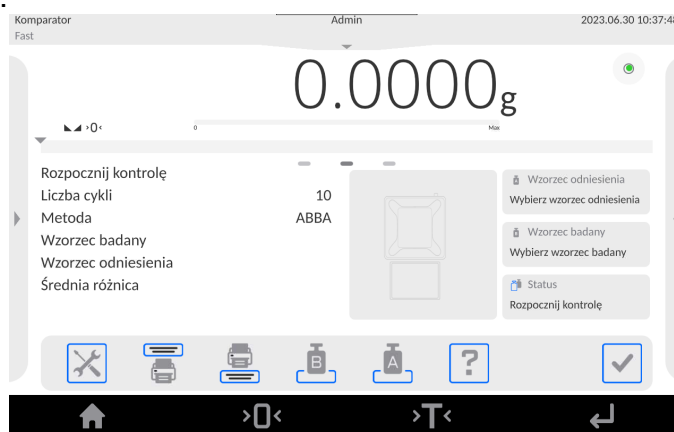 Komparator
Admin
2023.06.30 10:37:48
Fast
0.0000g
>0<
0
Max
Rozpocznij kontrolę
Liczba cykli 10
Metoda ABBA
Wzorzec badany
Wzorzec odniesienia
Średnia różnica
Wzorzec odniesienia
Wybierz wzorzec odniesienia
Wzorzec badany
Wybierz wzorzec badany
Status
Rozpocznij kontrolę
B
A
?
>0<
>T<